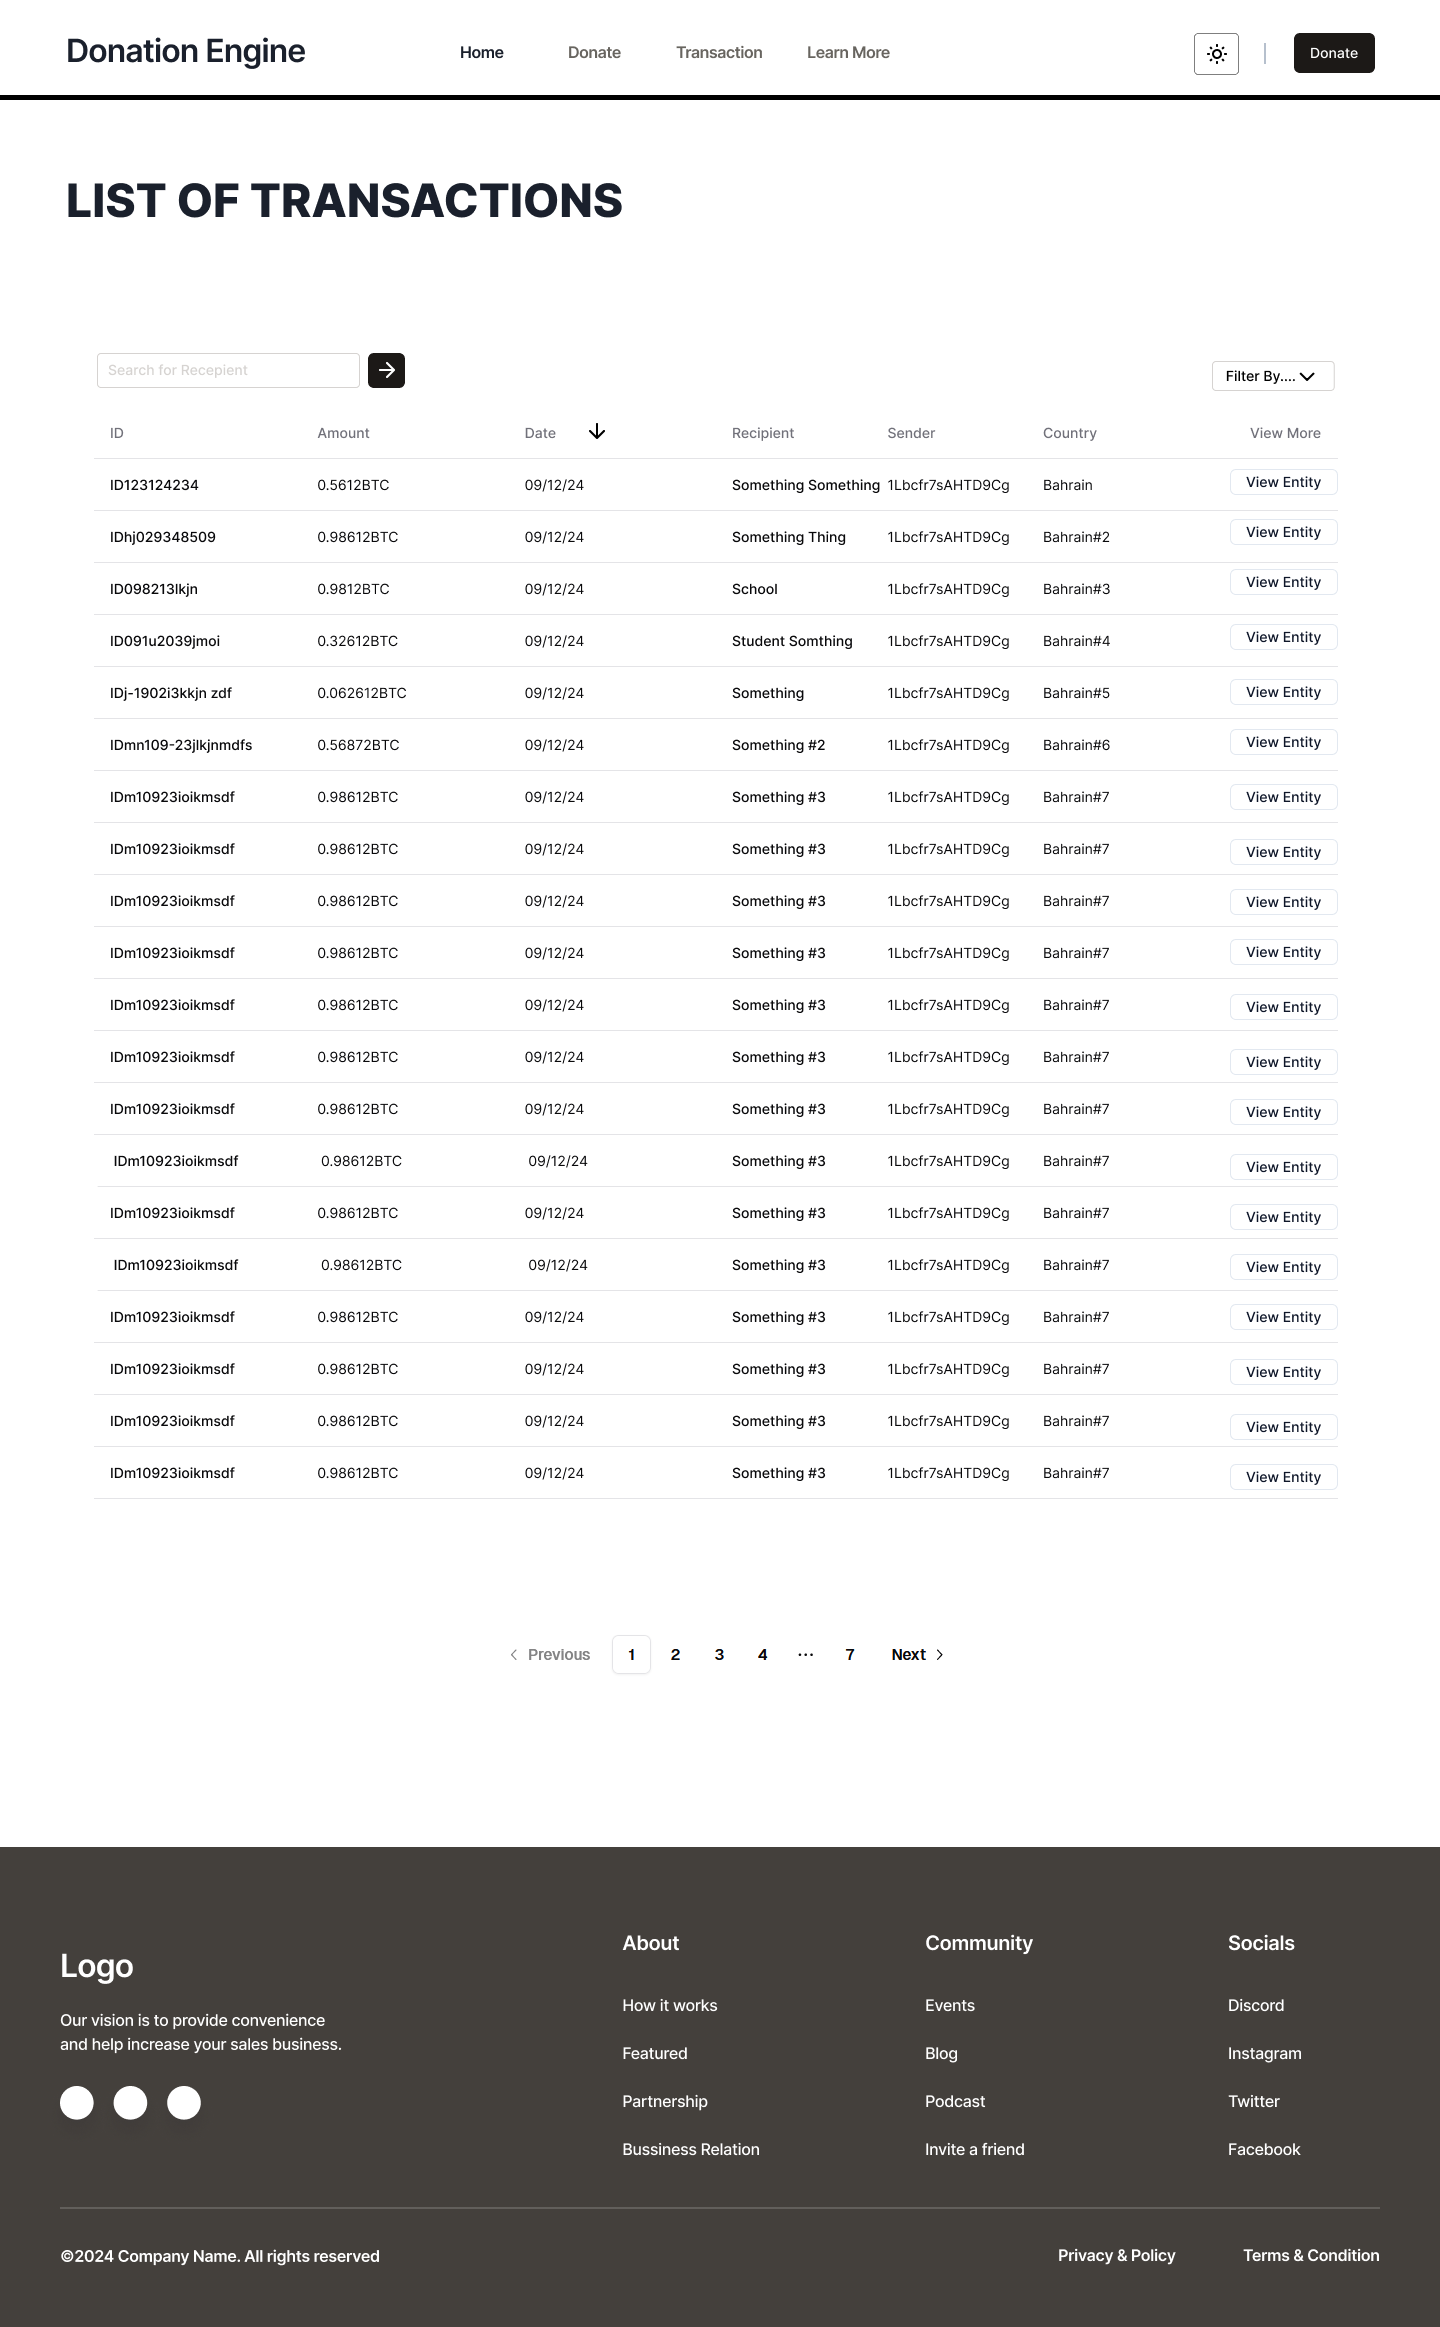 Donation Engine Home Donate Transaction Learn More Donate
LIST OF TRANSACTIONS
Search for Recepient
Filter By....
ID Amount Date Recipient Sender Country View More
ID123124234 0.5612BTC 09/12/24 Something Something 1Lbcfr7sAHTD9Cg Bahrain View Entity
IDhj029348509 0.98612BTC 09/12/24 Something Thing 1Lbcfr7sAHTD9Cg Bahrain#2 View Entity
ID098213lkjn 0.9812BTC 09/12/24 School 1Lbcfr7sAHTD9Cg Bahrain#3 View Entity
ID091u2039jmoi 0.32612BTC 09/12/24 Student Somthing 1Lbcfr7sAHTD9Cg Bahrain#4 View Entity
IDj-1902i3kkjn zdf 0.062612BTC 09/12/24 Something 1Lbcfr7sAHTD9Cg Bahrain#5 View Entity
IDmn109-23jlkjnmdfs 0.56872BTC 09/12/24 Something #2 1Lbcfr7sAHTD9Cg Bahrain#6 View Entity
IDm10923ioikmsdf 0.98612BTC 09/12/24 Something #3 1Lbcfr7sAHTD9Cg Bahrain#7 View Entity
IDm10923ioikmsdf 0.98612BTC 09/12/24 Something #3 1Lbcfr7sAHTD9Cg Bahrain#7 View Entity
IDm10923ioikmsdf 0.98612BTC 09/12/24 Something #3 1Lbcfr7sAHTD9Cg Bahrain#7 View Entity
IDm10923ioikmsdf 0.98612BTC 09/12/24 Something #3 1Lbcfr7sAHTD9Cg Bahrain#7 View Entity
IDm10923ioikmsdf 0.98612BTC 09/12/24 Something #3 1Lbcfr7sAHTD9Cg Bahrain#7 View Entity
IDm10923ioikmsdf 0.98612BTC 09/12/24 Something #3 1Lbcfr7sAHTD9Cg Bahrain#7 View Entity
IDm10923ioikmsdf 0.98612BTC 09/12/24 Something #3 1Lbcfr7sAHTD9Cg Bahrain#7 View Entity
IDm10923ioikmsdf 0.98612BTC 09/12/24 Something #3 1Lbcfr7sAHTD9Cg Bahrain#7 View Entity
IDm10923ioikmsdf 0.98612BTC 09/12/24 Something #3 1Lbcfr7sAHTD9Cg Bahrain#7 View Entity
IDm10923ioikmsdf 0.98612BTC 09/12/24 Something #3 1Lbcfr7sAHTD9Cg Bahrain#7 View Entity
IDm10923ioikmsdf 0.98612BTC 09/12/24 Something #3 1Lbcfr7sAHTD9Cg Bahrain#7 View Entity
IDm10923ioikmsdf 0.98612BTC 09/12/24 Something #3 1Lbcfr7sAHTD9Cg Bahrain#7 View Entity
IDm10923ioikmsdf 0.98612BTC 09/12/24 Something #3 1Lbcfr7sAHTD9Cg Bahrain#7 View Entity
IDm10923ioikmsdf 0.98612BTC 09/12/24 Something #3 1Lbcfr7sAHTD9Cg Bahrain#7 View Entity
Previous 1 2 3 4 ... 7 Next
Logo
Our vision is to provide convenience
and help increase your sales business.
About
How it works
Featured
Partnership
Bussiness Relation
Community
Events
Blog
Podcast
Invite a friend
Socials
Discord
Instagram
Twitter
Facebook
©2024 Company Name. All rights reserved
Privacy & Policy Terms & Condition